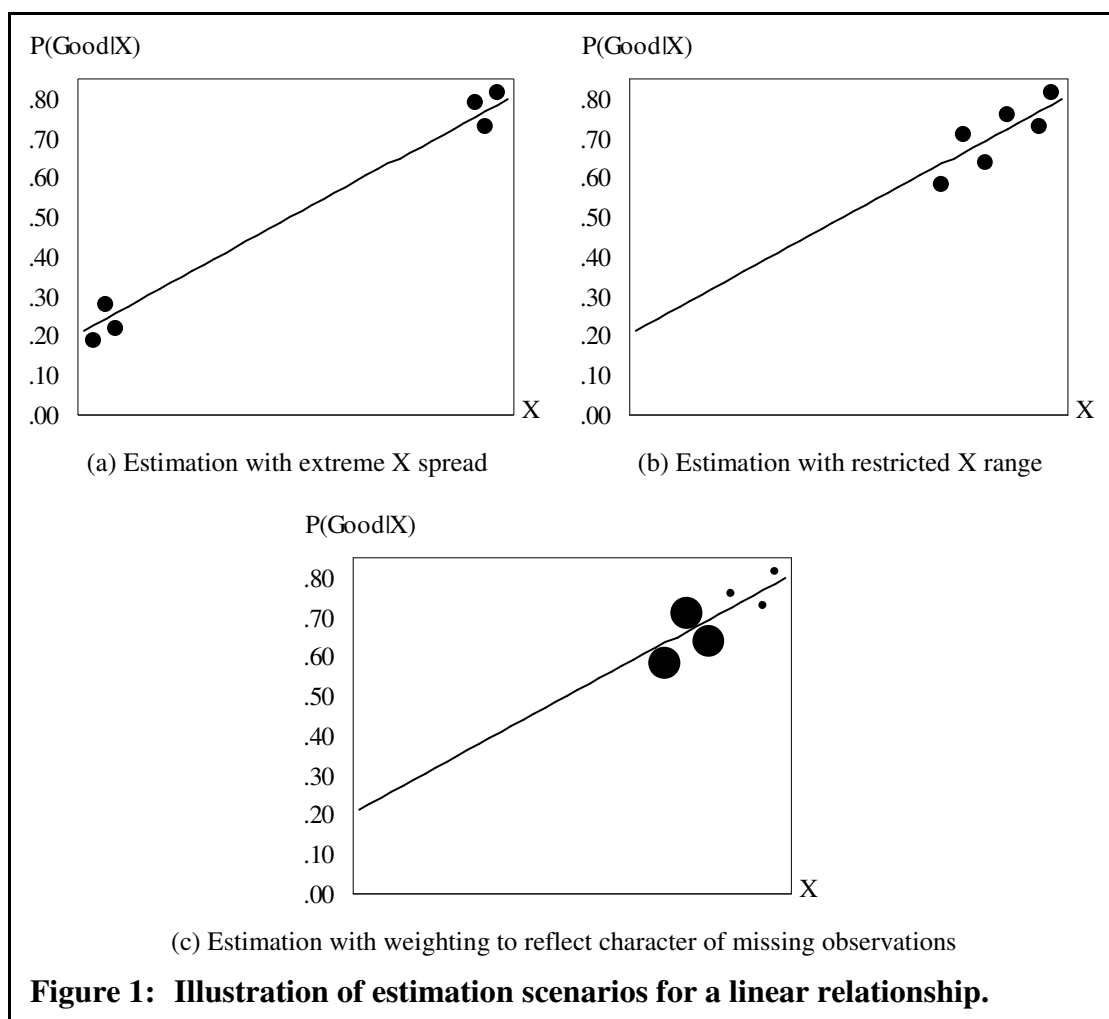 P(Good|X)
.80
.70
.60
.50
.40
.30
.20
.10
.00
X
(a) Estimation with extreme X spread
P(Good|X)
.80
.70
.60
.50
.40
.30
.20
.10
.00
X
(b) Estimation with restricted X range
P(Good|X)
.80
.70
.60
.50
.40
.30
.20
.10
.00
X
(c) Estimation with weighting to reflect character of missing observations
Figure 1: Illustration of estimation scenarios for a linear relationship.